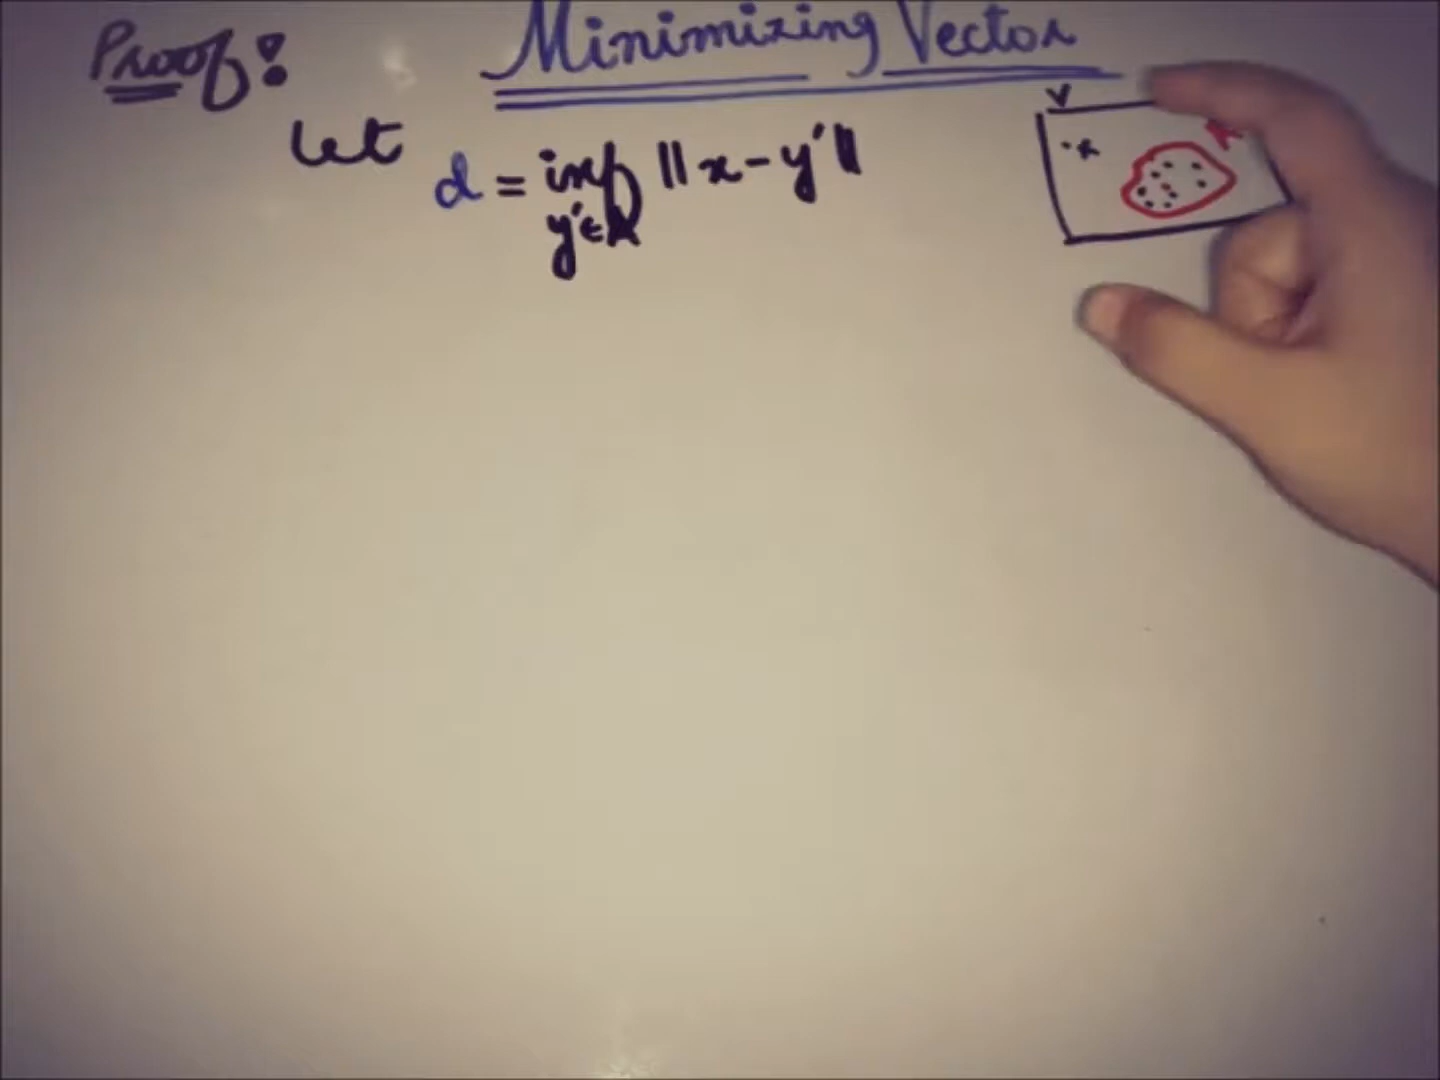 Proof:
Minimizing Vector
Let
d = inf ||x - y'||
y'∈A
V
·x
A